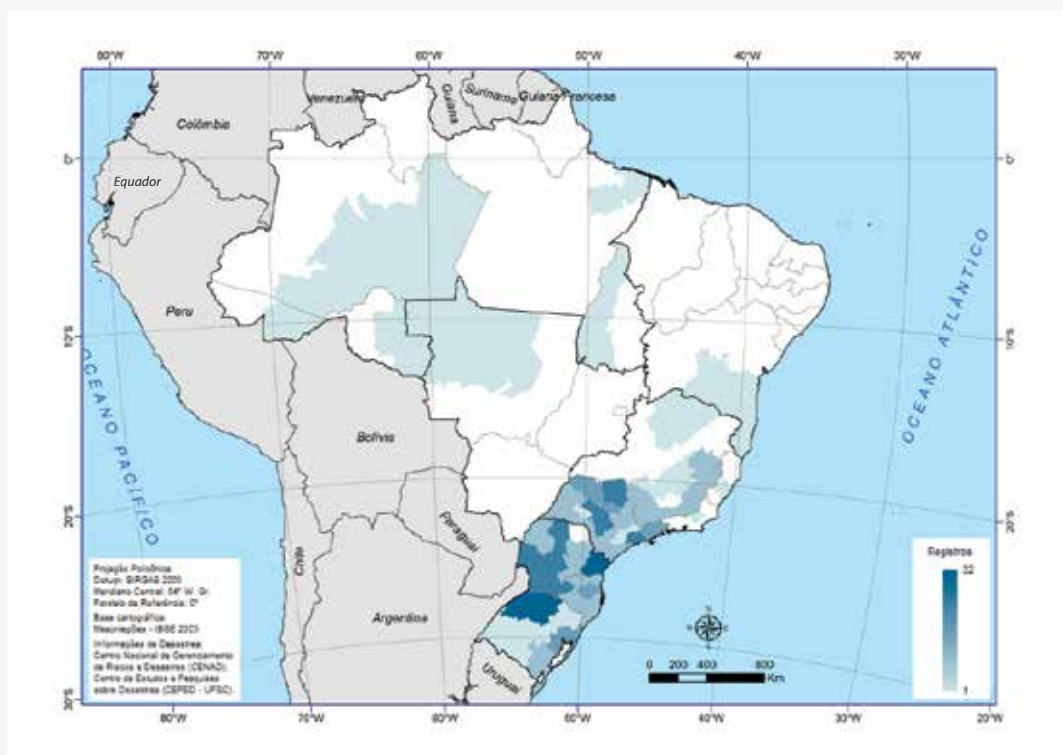 80°W 70°W 60°W 50°W 40°W 30°W
Venezuela
Guiana
Suriname
Guiana Francesa
Colômbia
0°
0°
Equador
Peru
10°S
10°S
OCEANO ATLÂNTICO
OCEANO PACÍFICO
Bolívia
20°S
20°S
Paraguai
Chile
Argentina
Uruguai
Registros
32
1
Projeção Policônica
Datum: SIRGAS 2000
Meridiano Central: 54° W. Gr.
Paralelo de Referência: 0°
Base cartográfica:
Informações de Desastres:
Centro Nacional de Gerenciamento
de Riscos e Desastres (CENAD).
Centro de Estudos e Pesquisas
sobre Desastres (CEPED - UFSC).
0 200 400 800
Km
30°S
80°W 70°W 60°W 50°W 40°W 30°W 20°W